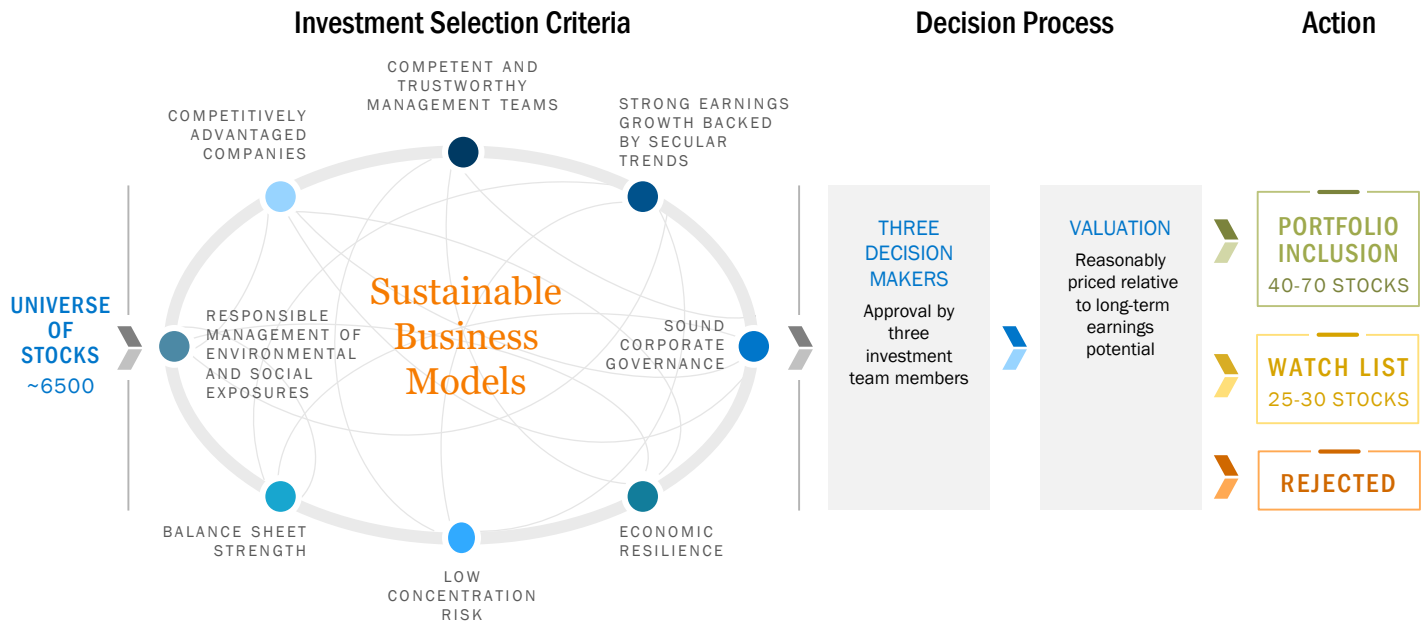 Investment Selection Criteria
Decision Process
Action
COMPETENT AND
TRUSTWORTHY
MANAGEMENT TEAMS
STRONG EARNINGS
GROWTH BACKED
BY SECULAR
TRENDS
COMPETITIVELY
ADVANTAGED
COMPANIES
UNIVERSE
OF
STOCKS
~6500
RESPONSIBLE
MANAGEMENT OF
ENVIRONMENTAL
AND SOCIAL
EXPOSURES
Sustainable
Business
Models
SOUND
CORPORATE
GOVERNANCE
BALANCE SHEET
STRENGTH
LOW
CONCENTRATION
RISK
ECONOMIC
RESILIENCE
THREE
DECISION
MAKERS
Approval by
three
investment
team members
VALUATION
Reasonably
priced relative
to long-term
earnings
potential
PORTFOLIO
INCLUSION
40-70 STOCKS
WATCH LIST
25-30 STOCKS
REJECTED